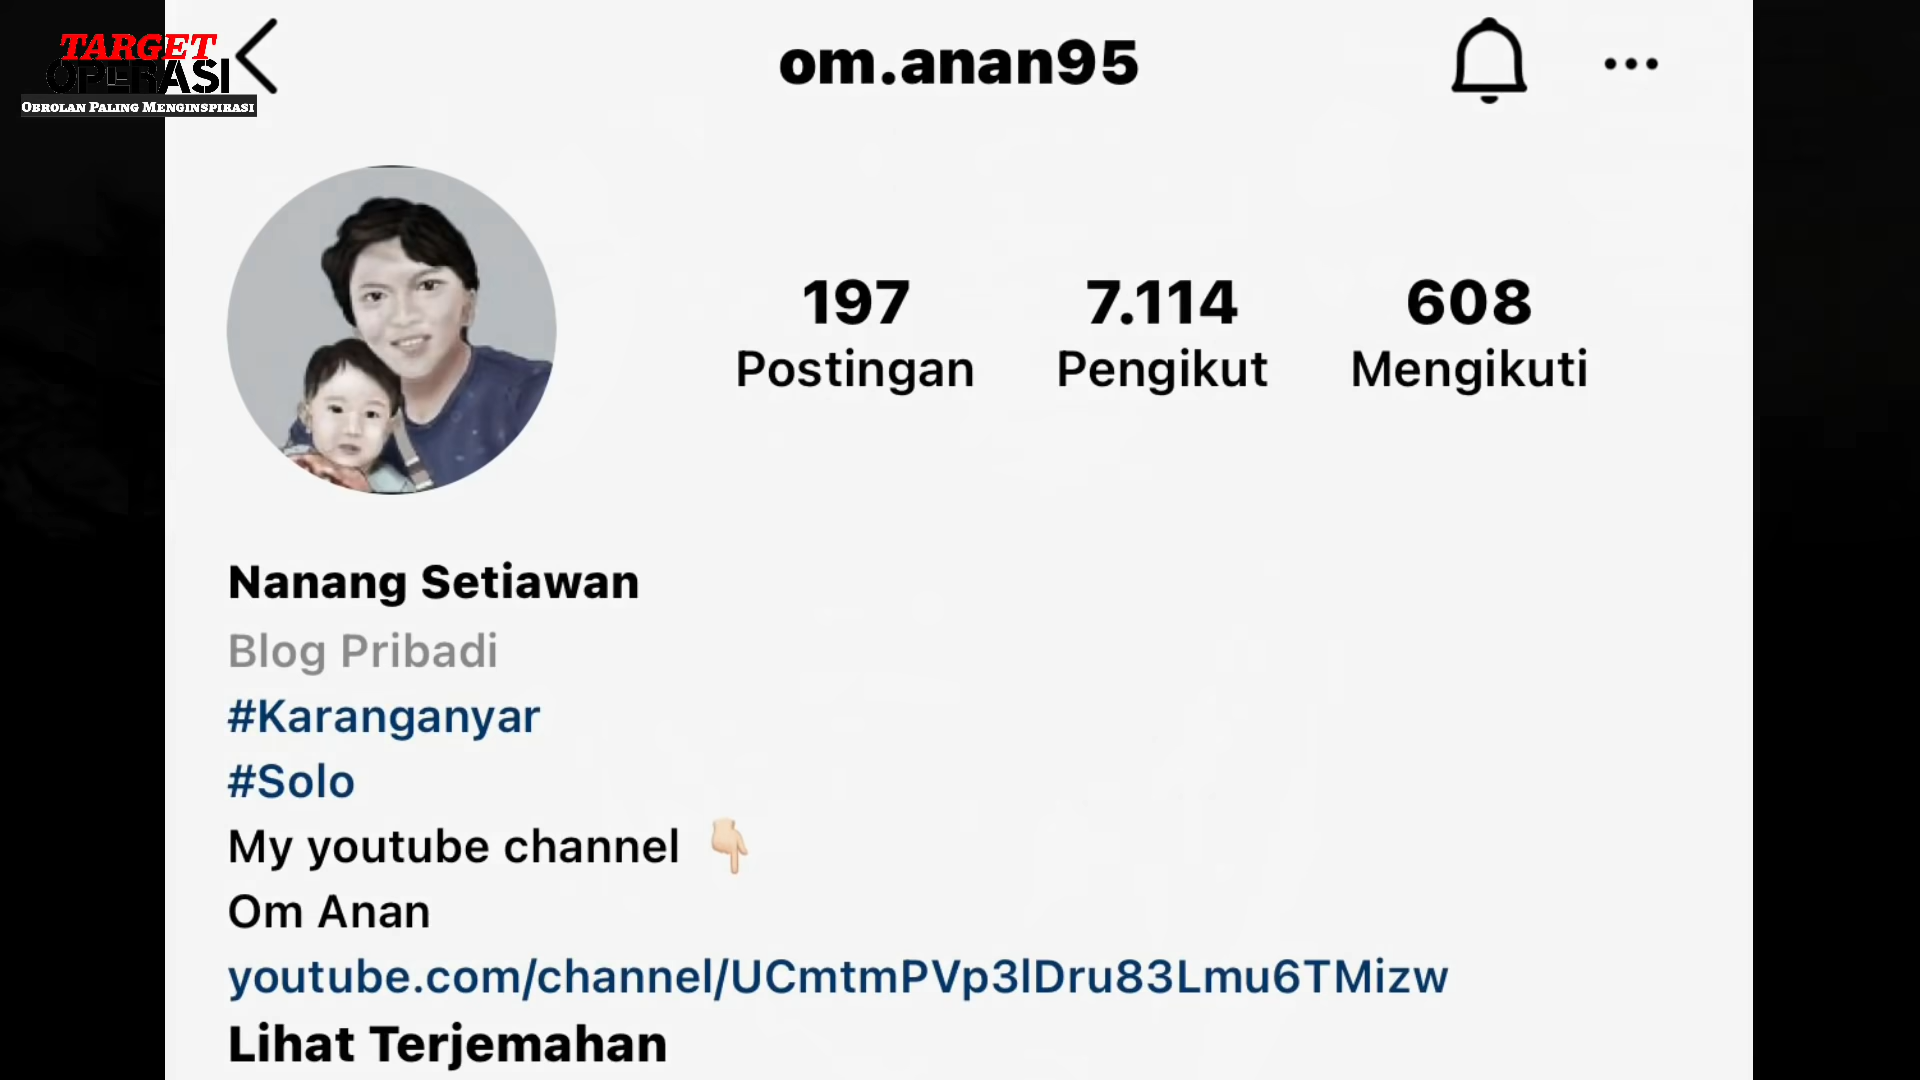 TARGET
OPERASI
OBROLAN PALING MENGINSPIRASI
om.anan95
197
Postingan
7.114
Pengikut
608
Mengikuti
Nanang Setiawan
Blog Pribadi
#Karanganyar
#Solo
My youtube channel 👇🏻
Om Anan
youtube.com/channel/UCmtmPVp3lDru83Lmu6TMizw
Lihat Terjemahan